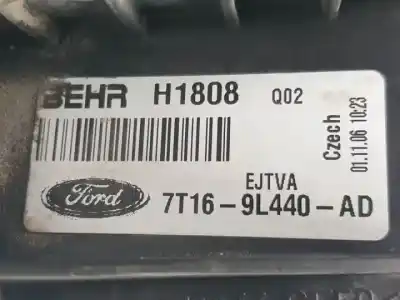 BEHR H1808 Q02
Czech
01.11.06 10:23
EJTVA
Ford 7T16-9L440-AD